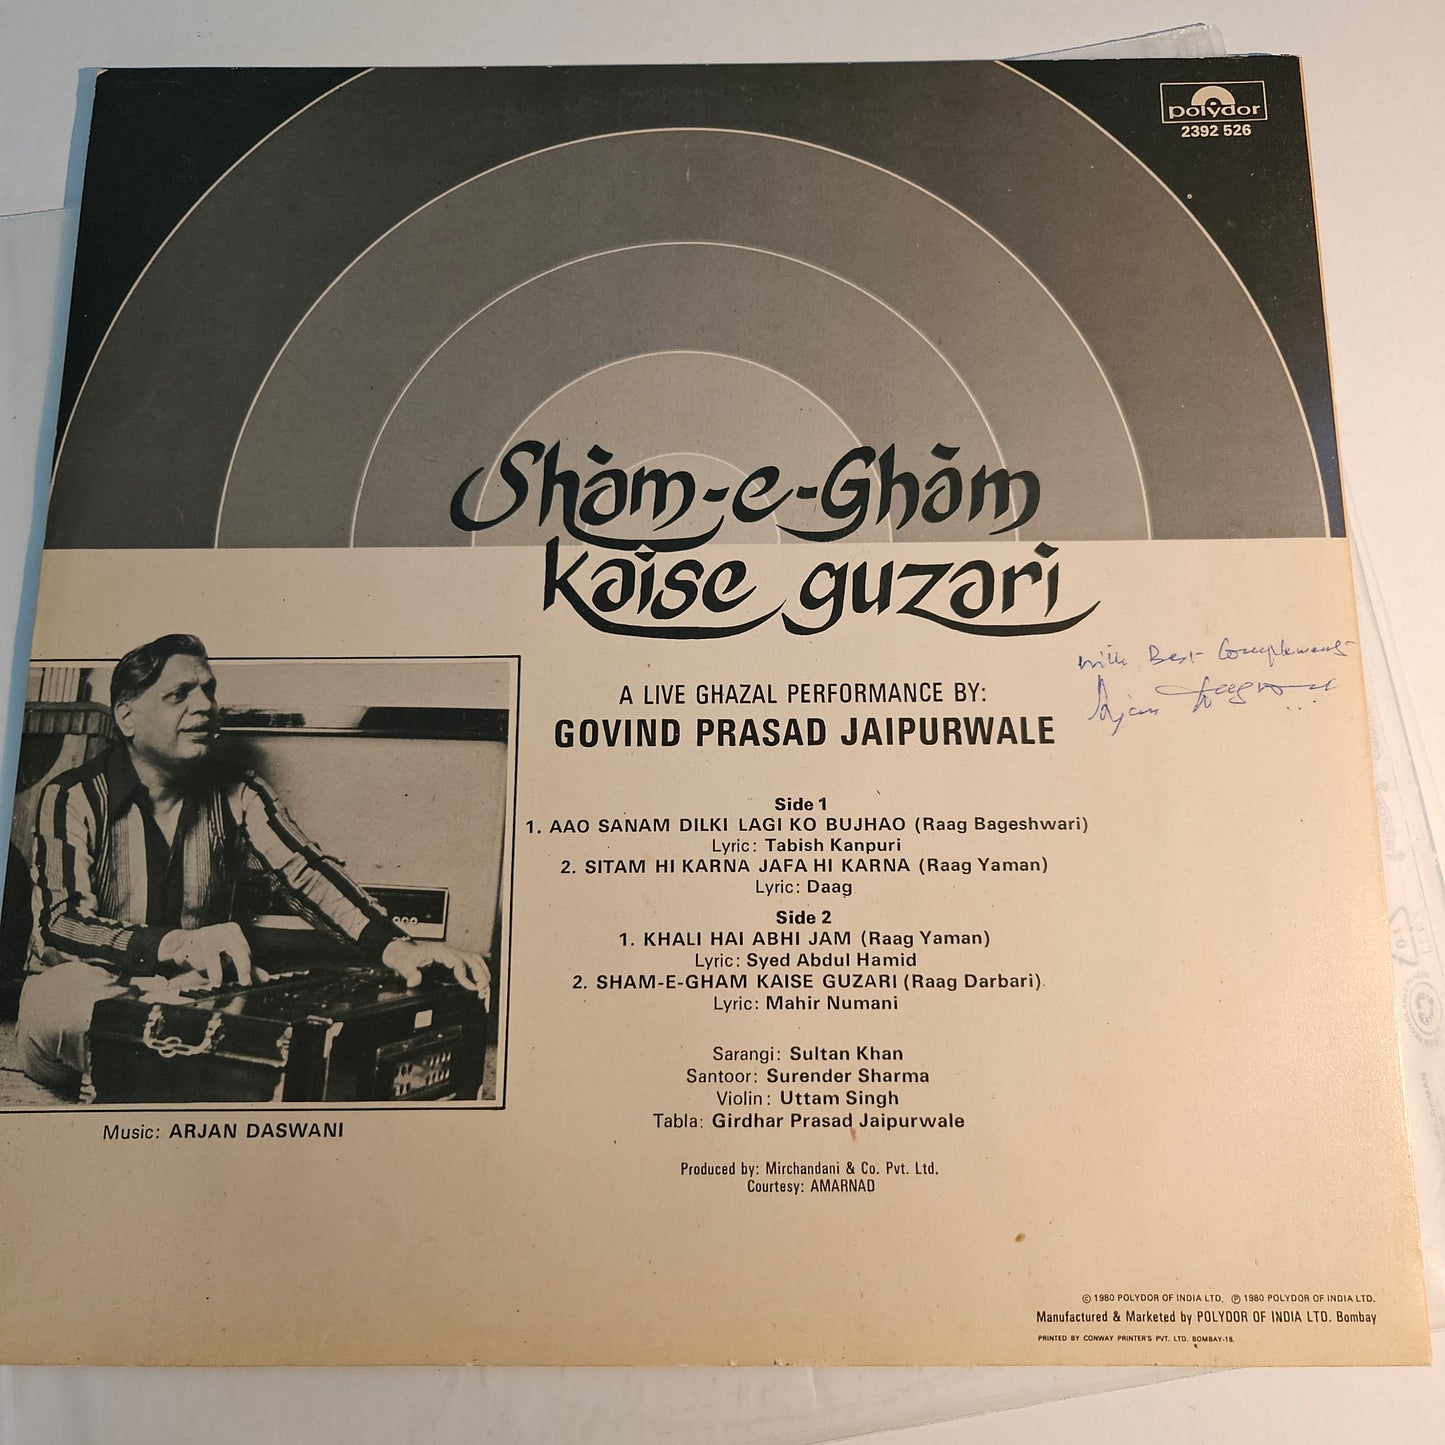 polydor
2392 526
Shàm-e-Ghàm
kaise guzari
with Best Complements
Arjan
A LIVE GHAZAL PERFORMANCE BY:
GOVIND PRASAD JAIPURWALE
Side 1
1. AAO SANAM DILKI LAGI KO BUJHAO (Raag Bageshwari)
Lyric: Tabish Kanpuri
2. SITAM HI KARNA JAFA HI KARNA (Raag Yaman)
Lyric: Daag
Side 2
1. KHALI HAI ABHI JAM (Raag Yaman)
Lyric: Syed Abdul Hamid
2. SHAM-E-GHAM KAISE GUZARI (Raag Darbari)
Lyric: Mahir Numani
Sarangi: Sultan Khan
Santoor: Surender Sharma
Violin: Uttam Singh
Tabla: Girdhar Prasad Jaipurwale
Music: ARJAN DASWANI
Produced by: Mirchandani & Co. Pvt. Ltd.
Courtesy: AMARNAD
© 1980 POLYDOR OF INDIA LTD. ℗ 1980 POLYDOR OF INDIA LTD.
Manufactured & Marketed by POLYDOR OF INDIA LTD. Bombay
PRINTED BY CONWAY PRINTER'S PVT. LTD. BOMBAY-18.